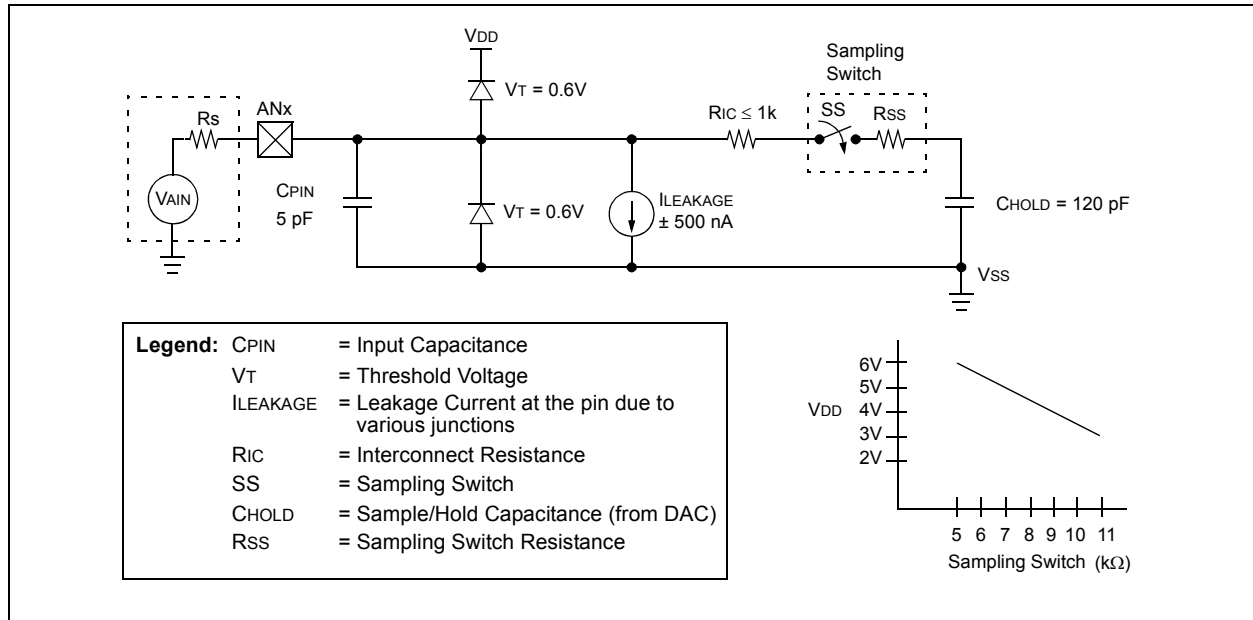 VDD
Sampling
Switch
VT = 0.6V
ANx
Rs
RIC ≤ 1k
SS
RSS
VAIN
CPIN
5 pF
VT = 0.6V
ILEAKAGE
± 500 nA
CHOLD = 120 pF
VSS
Legend: CPIN = Input Capacitance
VT = Threshold Voltage
ILEAKAGE = Leakage Current at the pin due to
various junctions
RIC = Interconnect Resistance
SS = Sampling Switch
CHOLD = Sample/Hold Capacitance (from DAC)
RSS = Sampling Switch Resistance
6V
5V
VDD 4V
3V
2V
5 6 7 8 9 10 11
Sampling Switch (kΩ)